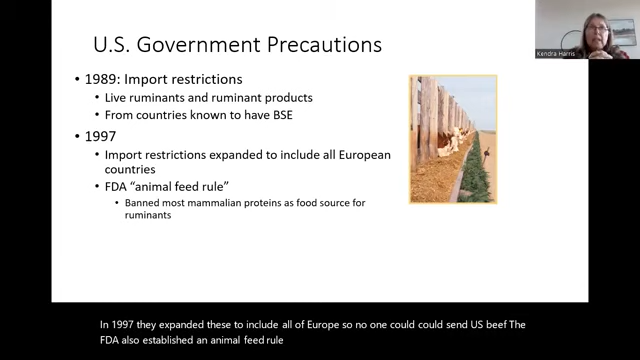 U.S. Government Precautions
• 1989: Import restrictions
• Live ruminants and ruminant products
• From countries known to have BSE
• 1997
• Import restrictions expanded to include all European
countries
• FDA “animal feed rule”
• Banned most mammalian proteins as food source for
ruminants
Kendra Harris
In 1997 they expanded these to include all of Europe so no one could could send US beef The
FDA also established an animal feed rule